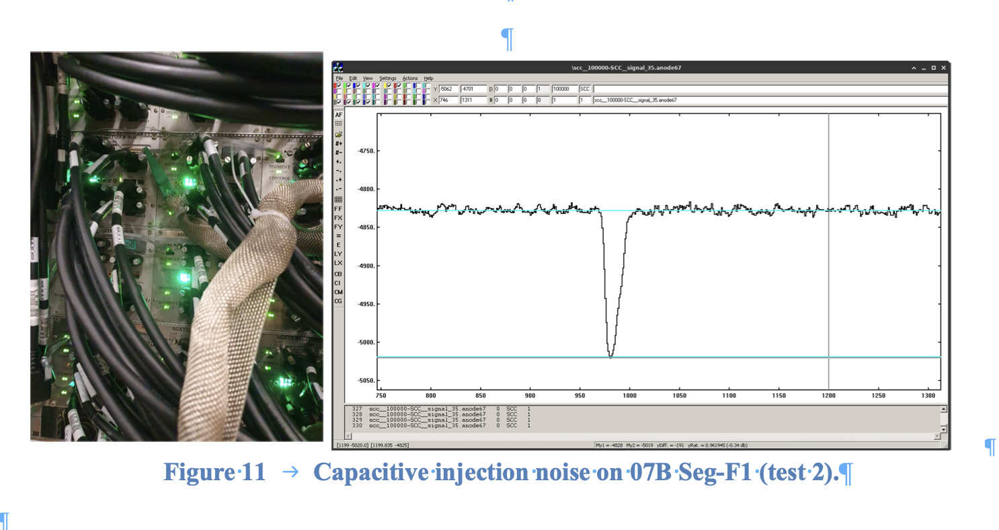 ¶
SEGMENT
CONTROL
\scc__100000-SCC__signal_35.anode67
File Edit View Settings Actions Help
Y -5062 -4701 D 0 0 0 1 100000 SCC
X 746 1311 # 0 0 0 0 1 1 scc__100000-SCC__signal_35.anode67
AF
#+
#-
+.
-.
.+
.-
FF
FX
FY
=
E
LY
LX
CB
CI
CM
CG
-4750.
-4800.
-4850.
-4900.
-4950.
-5000.
-5050.
750 800 850 900 950 1000 1050 1100 1150 1200 1250 1300
327 scc__100000-SCC__signal_35.anode67 0 SCC 1
328 scc__100000-SCC__signal_35.anode67 0 SCC 1
329 scc__100000-SCC__signal_35.anode67 0 SCC 1
330 scc__100000-SCC__signal_35.anode67 0 SCC 1
[1199 -5020.0] [1199.835 -4825] My1 = -4828 My2 = -5019 yDiff. = -191 yRat. = 0.961945 (-0.34 db)
¶
Figure·11 → Capacitive·injection·noise·on·07B·Seg-F1·(test·2).¶
¶